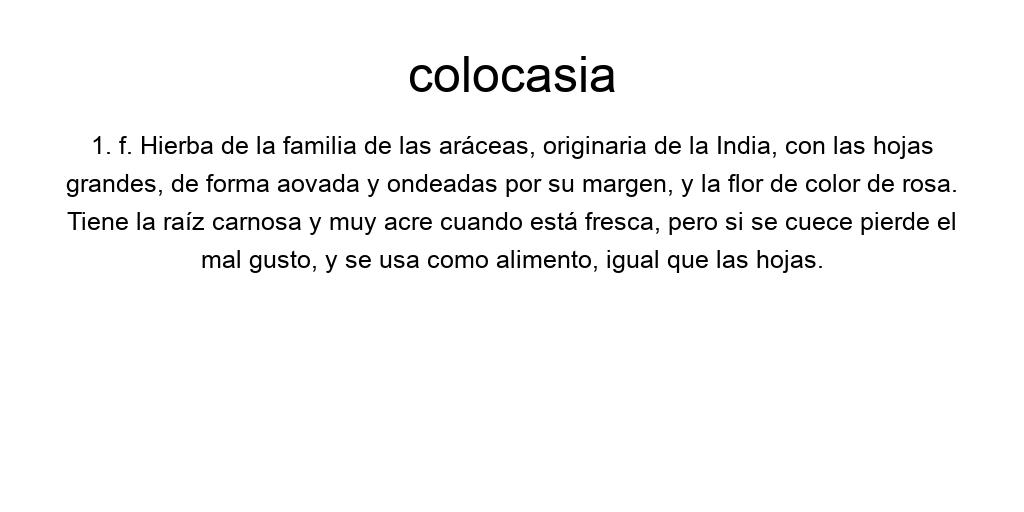 colocasia
1. f. Hierba de la familia de las aráceas, originaria de la India, con las hojas
grandes, de forma aovada y ondeadas por su margen, y la flor de color de rosa.
Tiene la raíz carnosa y muy acre cuando está fresca, pero si se cuece pierde el
mal gusto, y se usa como alimento, igual que las hojas.